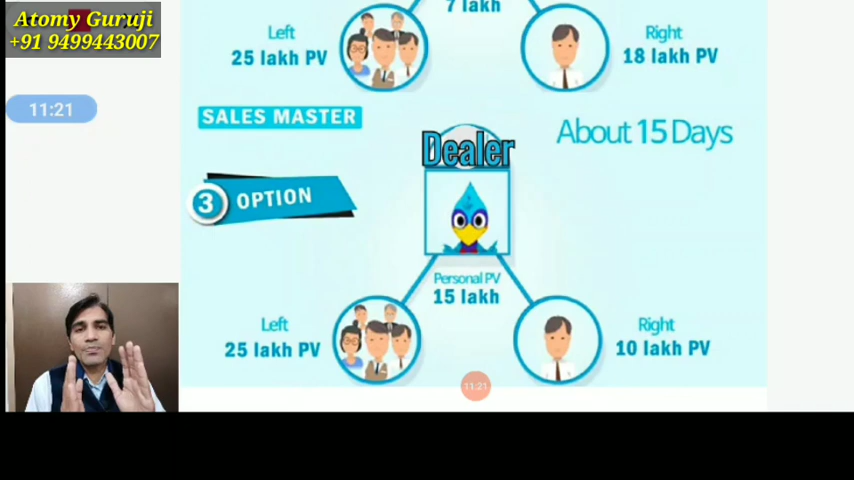 Atomy Guruji
+91 9499443007
7 lakh
Left
25 lakh PV
Right
18 lakh PV
11:21
SALES MASTER
Dealer
About 15 Days
3 OPTION
Personal PV
15 lakh
Left
25 lakh PV
Right
10 lakh PV
11:21